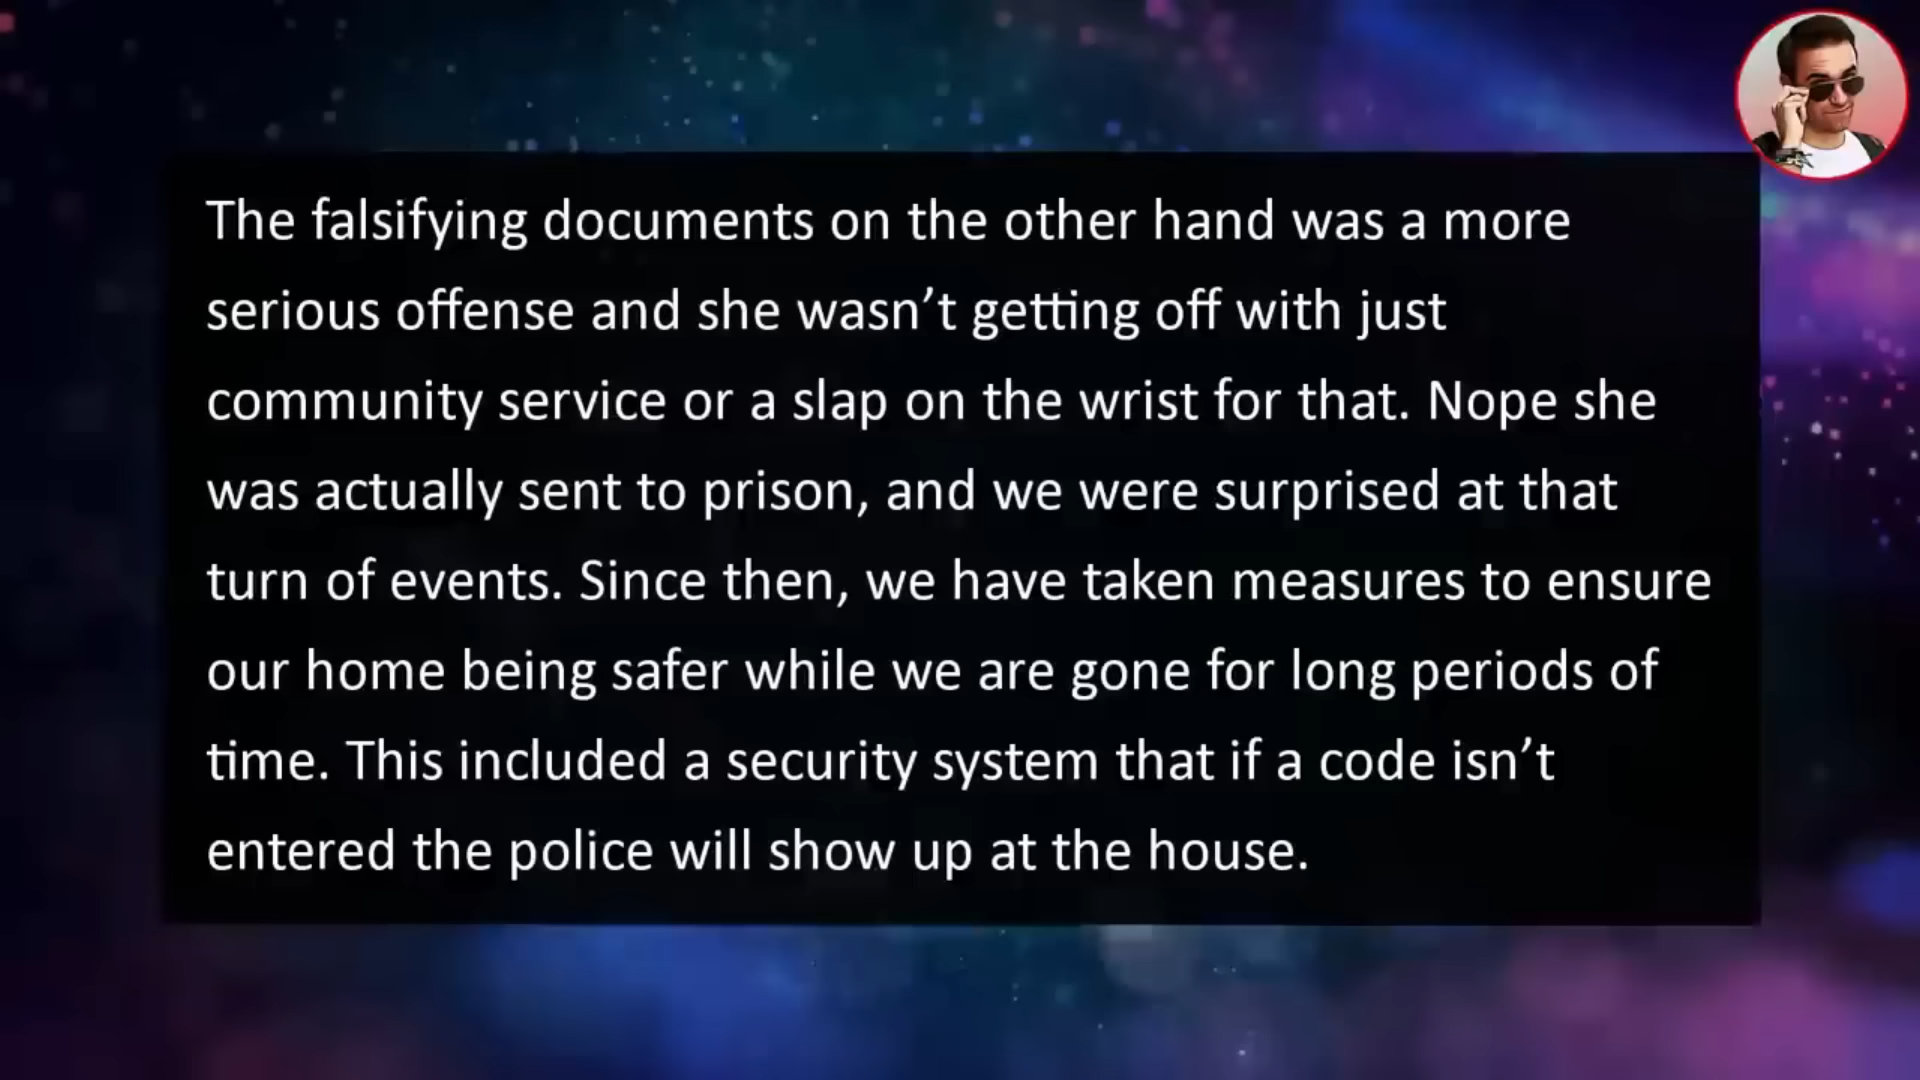 The falsifying documents on the other hand was a more
serious offense and she wasn’t getting off with just
community service or a slap on the wrist for that. Nope she
was actually sent to prison, and we were surprised at that
turn of events. Since then, we have taken measures to ensure
our home being safer while we are gone for long periods of
time. This included a security system that if a code isn’t
entered the police will show up at the house.